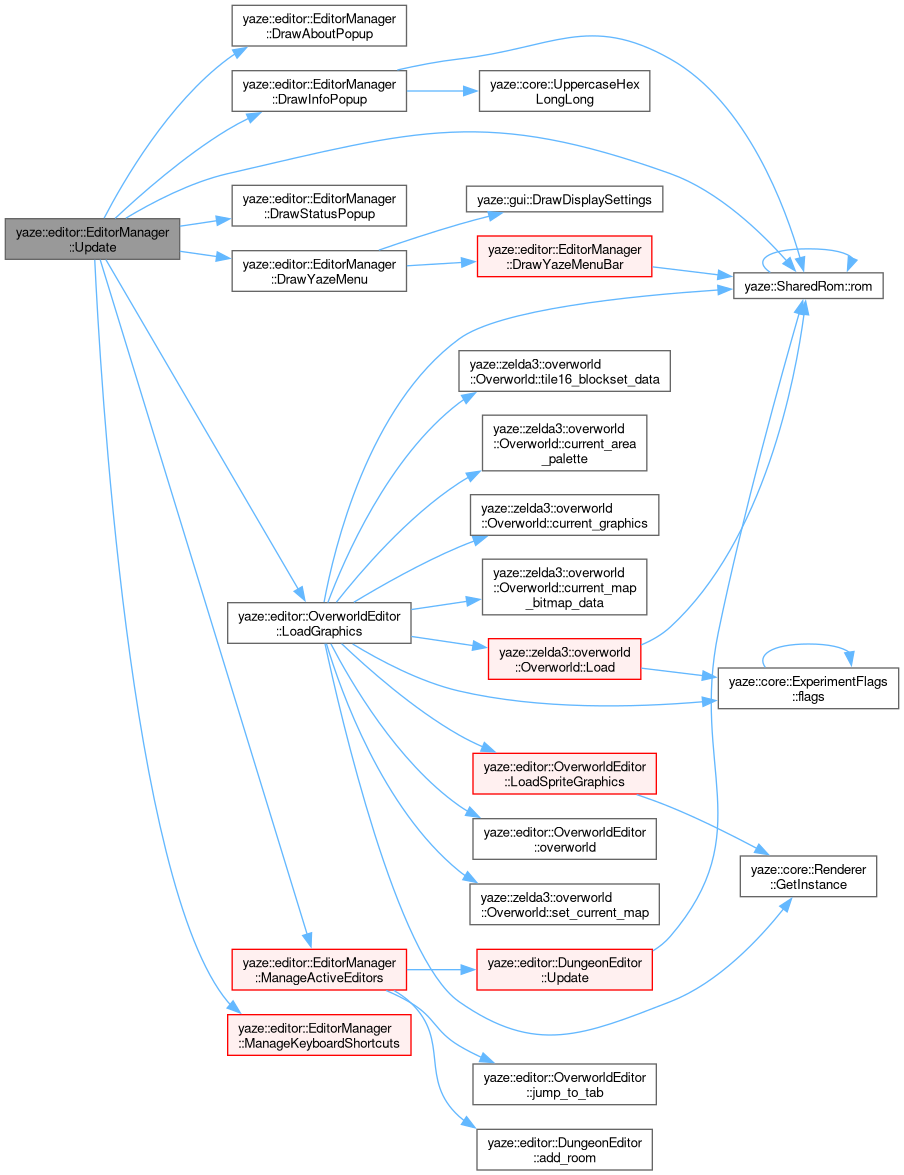 yaze::editor::EditorManager
::Update
yaze::editor::EditorManager
::DrawAboutPopup
yaze::editor::EditorManager
::DrawInfoPopup
yaze::core::UppercaseHex
LongLong
yaze::editor::EditorManager
::DrawStatusPopup
yaze::gui::DrawDisplaySettings
yaze::editor::EditorManager
::DrawYazeMenu
yaze::editor::EditorManager
::DrawYazeMenuBar
yaze::SharedRom::rom
yaze::zelda3::overworld
::Overworld::tile16_blockset_data
yaze::zelda3::overworld
::Overworld::current_area
_palette
yaze::zelda3::overworld
::Overworld::current_graphics
yaze::zelda3::overworld
::Overworld::current_map
_bitmap_data
yaze::editor::OverworldEditor
::LoadGraphics
yaze::zelda3::overworld
::Overworld::Load
yaze::core::ExperimentFlags
::flags
yaze::editor::OverworldEditor
::LoadSpriteGraphics
yaze::editor::OverworldEditor
::overworld
yaze::core::Renderer
::GetInstance
yaze::zelda3::overworld
::Overworld::set_current_map
yaze::editor::EditorManager
::ManageActiveEditors
yaze::editor::DungeonEditor
::Update
yaze::editor::EditorManager
::ManageKeyboardShortcuts
yaze::editor::OverworldEditor
::jump_to_tab
yaze::editor::DungeonEditor
::add_room